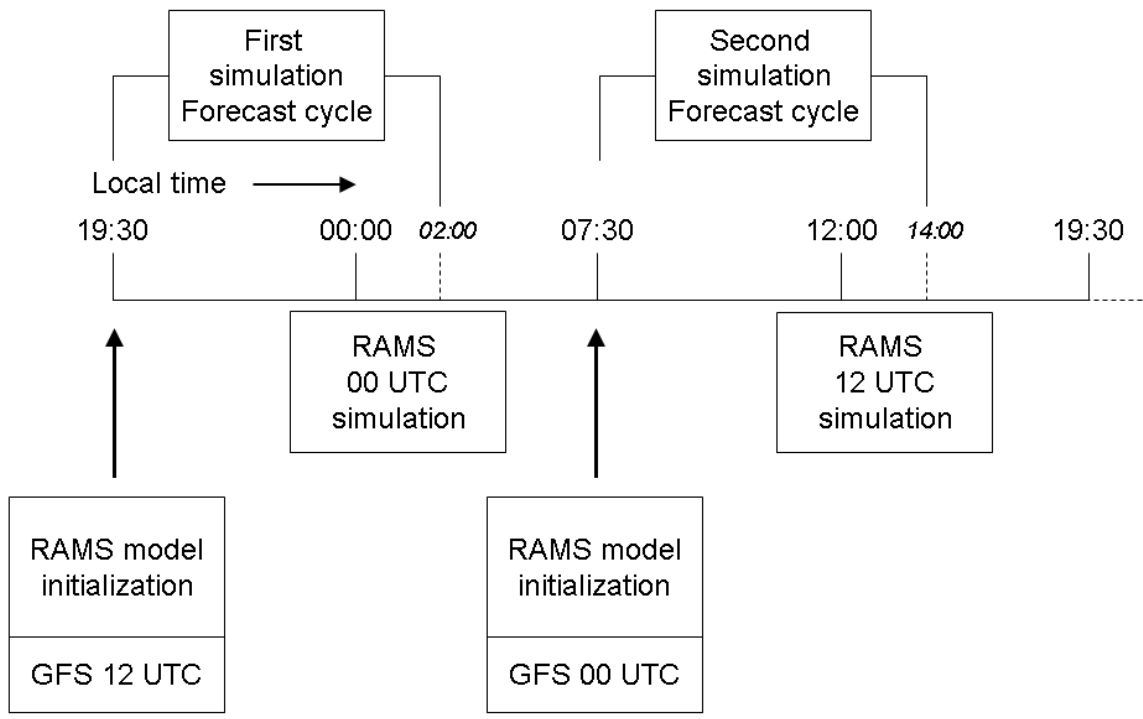 First
simulation
Forecast cycle
Second
simulation
Forecast cycle
Local time
19:30
00:00
02:00
07:30
12:00
14:00
19:30
RAMS
00 UTC
simulation
RAMS
12 UTC
simulation
RAMS model
initialization
GFS 12 UTC
RAMS model
initialization
GFS 00 UTC